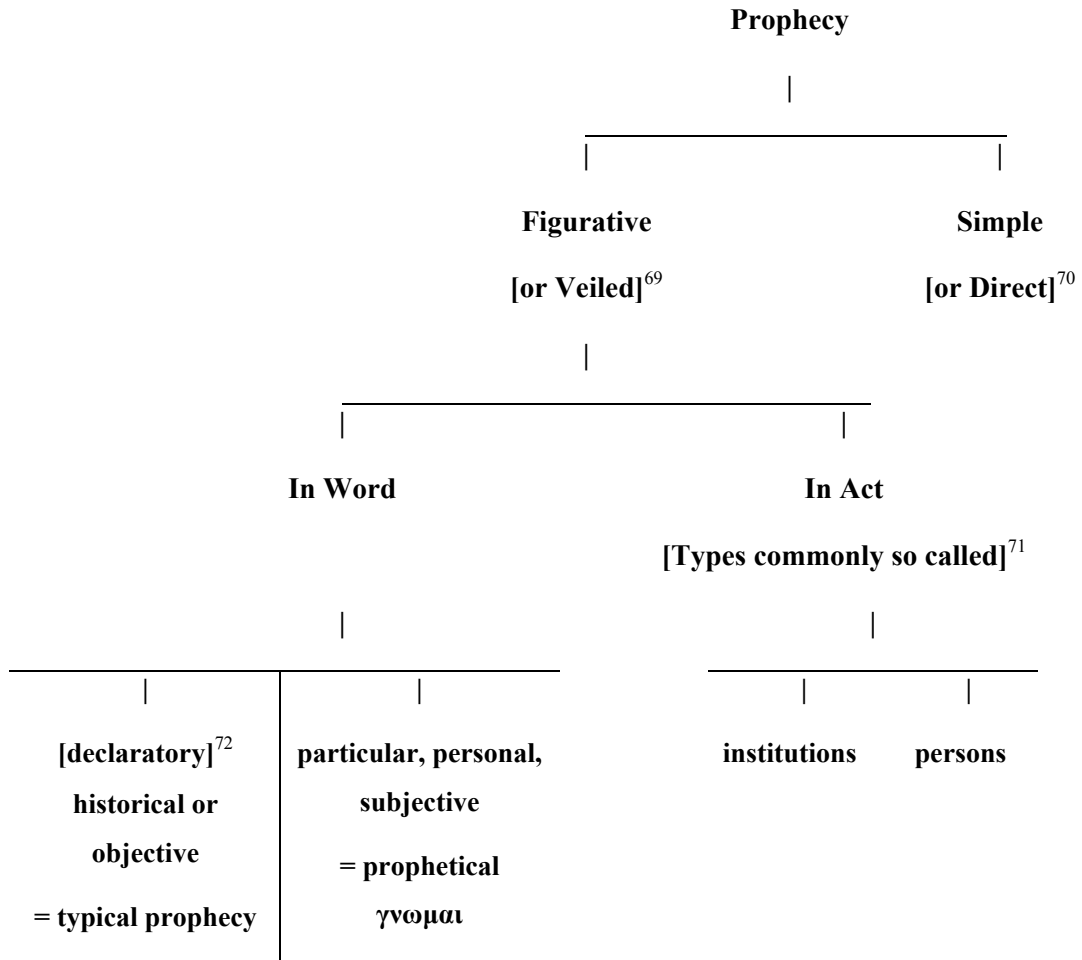 Prophecy
Figurative
[or Veiled]69
Simple
[or Direct]70
In Word
In Act
[Types commonly so called]71
[declaratory]72
historical or
objective
= typical prophecy
particular, personal,
subjective
= prophetical
γνωμαι
institutions
persons